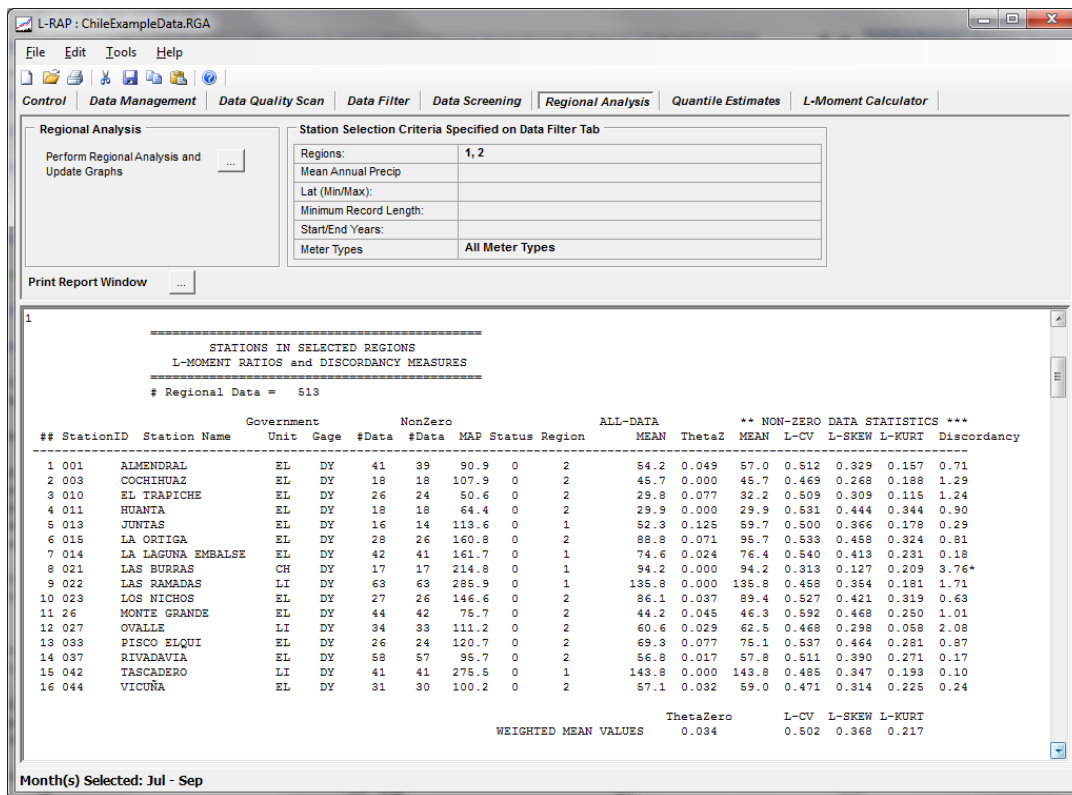 L-RAP : ChileExampleData.RGA
File Edit Tools Help
Control Data Management Data Quality Scan Data Filter Data Screening Regional Analysis Quantile Estimates L-Moment Calculator
Regional Analysis
Perform Regional Analysis and
Update Graphs
...
Station Selection Criteria Specified on Data Filter Tab
Regions: 1, 2
Mean Annual Precip
Lat (Min/Max):
Minimum Record Length:
Start/End Years:
Meter Types All Meter Types
Print Report Window ...
1
================================================
STATIONS IN SELECTED REGIONS
L-MOMENT RATIOS and DISCORDANCY MEASURES
================================================
# Regional Data = 513
Government NonZero ALL-DATA ** NON-ZERO DATA STATISTICS ***
## StationID Station Name Unit Gage #Data #Data MAP Status Region MEAN ThetaZ MEAN L-CV L-SKEW L-KURT Discordancy
1 001 ALMENDRAL EL DY 41 39 90.9 0 2 54.2 0.049 57.0 0.512 0.329 0.157 0.71
2 003 COCHIHUAZ EL DY 18 18 107.9 0 2 45.7 0.000 45.7 0.469 0.268 0.188 1.29
3 010 EL TRAPICHE EL DY 26 24 50.6 0 2 29.8 0.077 32.2 0.509 0.309 0.115 1.24
4 011 HUANTA EL DY 18 18 64.4 0 2 29.9 0.000 29.9 0.531 0.444 0.344 0.90
5 013 JUNTAS EL DY 16 14 113.6 0 1 52.3 0.125 59.7 0.500 0.366 0.178 0.29
6 015 LA ORTIGA EL DY 28 26 160.8 0 2 88.8 0.071 95.7 0.533 0.458 0.324 0.81
7 014 LA LAGUNA EMBALSE EL DY 42 41 161.7 0 1 74.6 0.024 76.4 0.540 0.413 0.231 0.18
8 021 LAS BURRAS CH DY 17 17 214.8 0 1 94.2 0.000 94.2 0.313 0.127 0.209 3.76*
9 022 LAS RAMADAS LI DY 63 63 285.9 0 1 135.8 0.000 135.8 0.458 0.354 0.181 1.71
10 023 LOS NICHOS EL DY 27 26 146.6 0 2 86.1 0.037 89.4 0.527 0.421 0.319 0.63
11 26 MONTE GRANDE EL DY 44 42 75.7 0 2 44.2 0.045 46.3 0.592 0.468 0.250 1.01
12 027 OVALLE LI DY 34 33 111.2 0 2 60.6 0.029 62.5 0.468 0.298 0.058 2.08
13 033 PISCO ELQUI EL DY 26 24 120.7 0 2 69.3 0.077 75.1 0.537 0.464 0.281 0.87
14 037 RIVADAVIA EL DY 58 57 95.7 0 2 56.8 0.017 57.8 0.511 0.390 0.271 0.17
15 042 TASCADERO LI DY 41 41 275.5 0 1 143.8 0.000 143.8 0.485 0.347 0.193 0.10
16 044 VICUÑA EL DY 31 30 100.2 0 2 57.1 0.032 59.0 0.471 0.314 0.225 0.24
ThetaZero L-CV L-SKEW L-KURT
WEIGHTED MEAN VALUES 0.034 0.502 0.368 0.217
Month(s) Selected: Jul - Sep